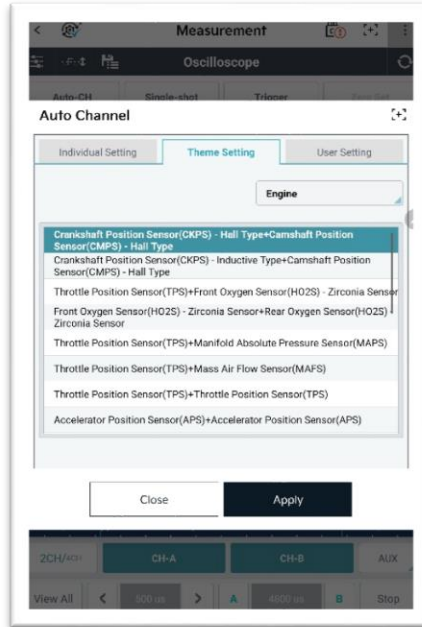 Measurement
Oscilloscope
Auto-CH Single-shot Trigger
Auto Channel
Individual Setting Theme Setting User Setting
Engine
Crankshaft Position Sensor(CKPS) - Hall Type+Camshaft Position
Sensor(CMPS) - Hall Type
Crankshaft Position Sensor(CKPS) - Inductive Type+Camshaft Position
Sensor(CMPS) - Hall Type
Throttle Position Sensor(TPS)+Front Oxygen Sensor(HO2S) - Zirconia Sensor
Front Oxygen Sensor(HO2S) - Zirconia Sensor+Rear Oxygen Sensor(HO2S) -
Zirconia Sensor
Throttle Position Sensor(TPS)+Manifold Absolute Pressure Sensor(MAPS)
Throttle Position Sensor(TPS)+Mass Air Flow Sensor(MAFS)
Throttle Position Sensor(TPS)+Throttle Position Sensor(TPS)
Accelerator Position Sensor(APS)+Accelerator Position Sensor(APS)
Close Apply
2CH/4CH CH-A CH-B AUX
View All < 500 us > A 4800 us B Stop